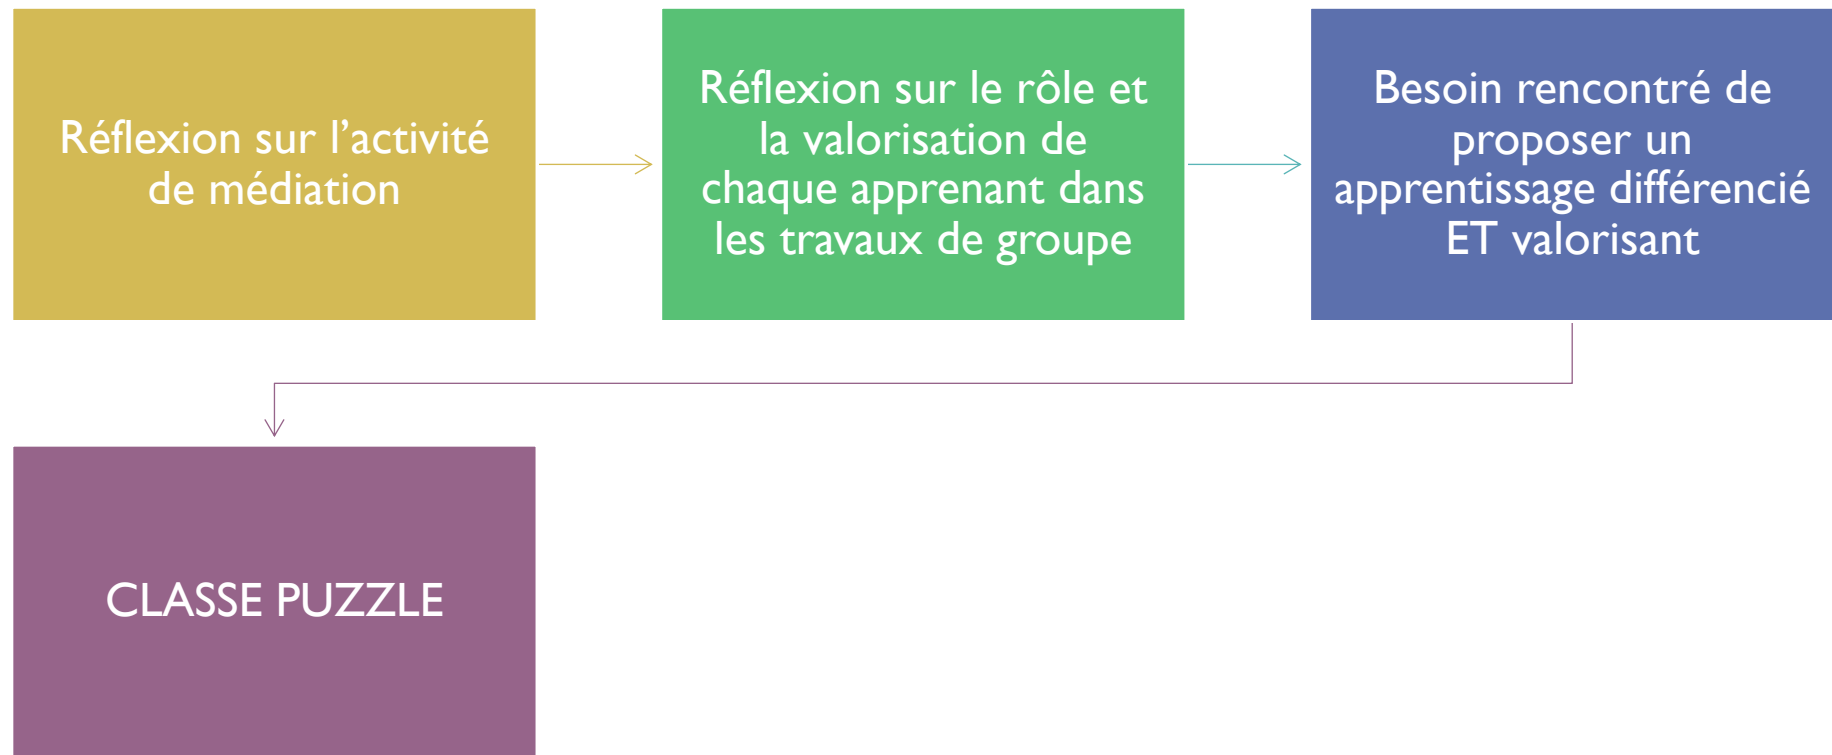 Réflexion sur l’activité
de médiation
Réflexion sur le rôle et
la valorisation de
chaque apprenant dans
les travaux de groupe
Besoin rencontré de
proposer un
apprentissage différencié
ET valorisant
CLASSE PUZZLE